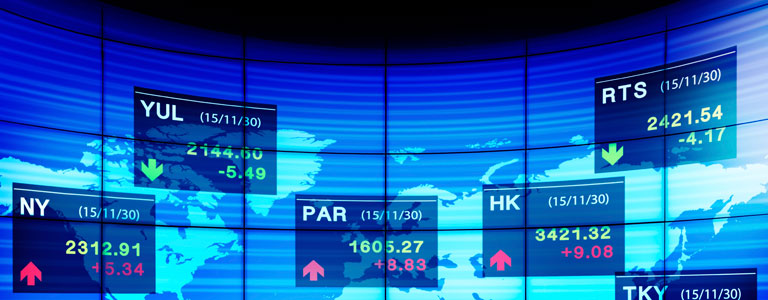 YUL (15/11/30)
2144.60
-5.49
RTS (15/11/30)
2421.54
-4.17
NY (15/11/30)
2312.91
+5.34
PAR (15/11/30)
1605.27
+8.83
HK (15/11/30)
3421.32
+9.08
TKY (15/11/30)